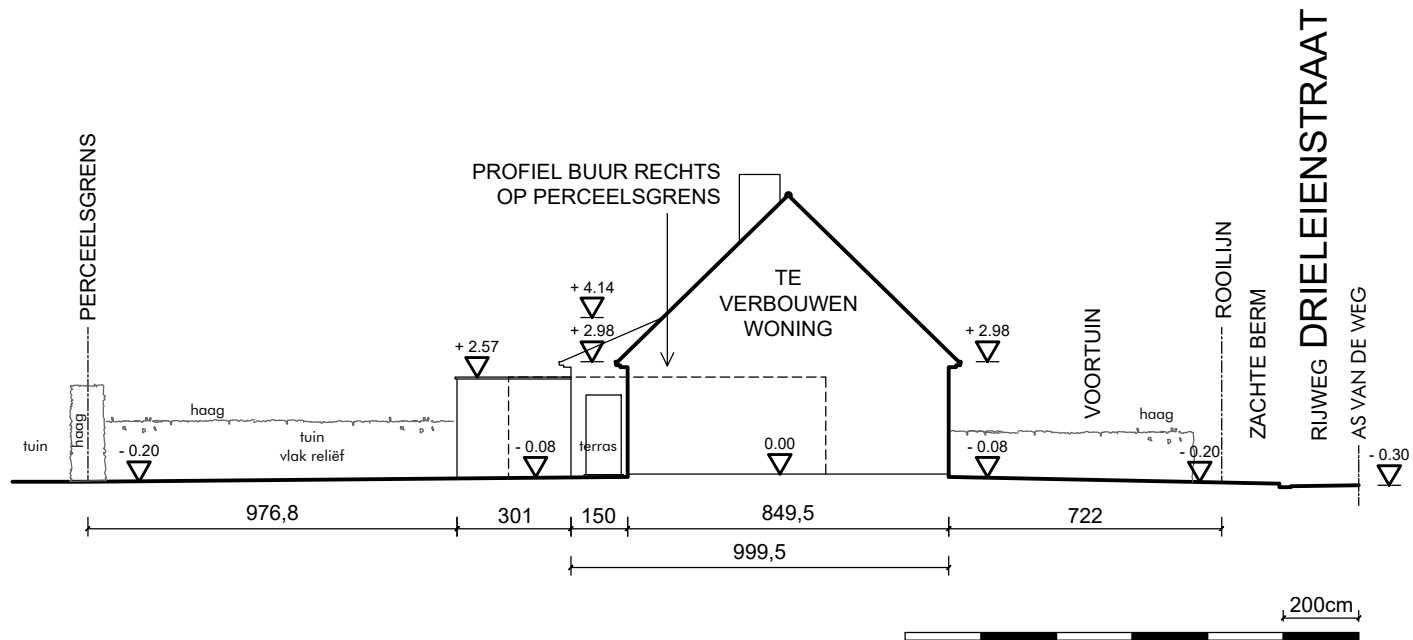 PERCEELSGRENS
PROFIEL BUUR RECHTS
OP PERCEELSGRENS
TE
VERBOUWEN
WONING
+ 4.14
+ 2.98
+ 2.57
+ 2.98
VOORTUIN
ROOILIJN
ZACHTE BERM
RIJWEG DRIELEIENSTRAAT
AS VAN DE WEG
tuin
haag
haag
tuin
vlak reliëf
terras
haag
- 0.20
- 0.08
0.00
- 0.08
- 0.20
- 0.30
976,8
301
150
849,5
722
999,5
200cm